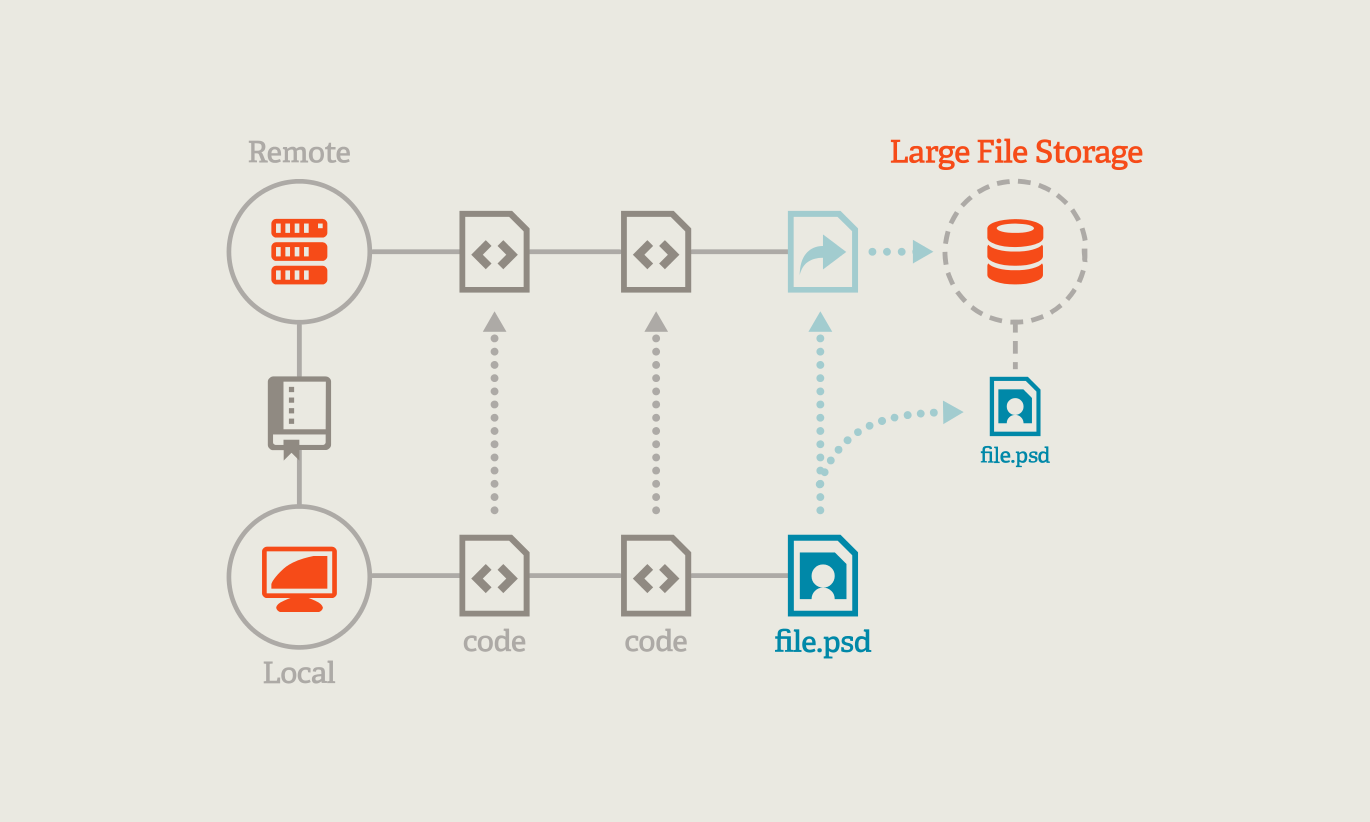 Remote
Large File Storage
file.psd
code
code
file.psd
Local